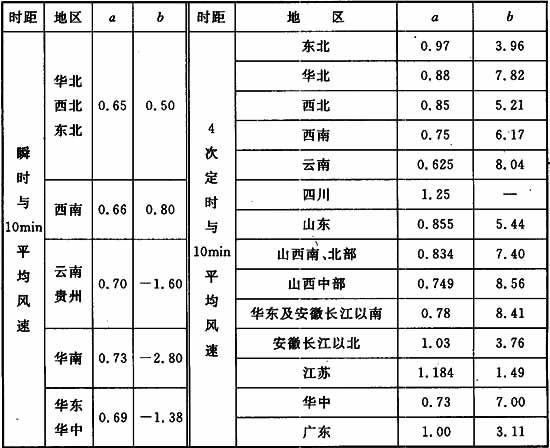 时距 地区 a b 时距 地 区 a b
瞬时与10min平均风速
华北 西北 东北 0.65 0.50
西南 0.66 0.80
云南 贵州 0.70 -1.60
华南 0.73 -2.80
华东 华中 0.69 -1.38
4次定时与10min平均风速
东北 0.97 3.96
华北 0.88 7.82
西北 0.85 5.21
西南 0.75 6.17
云南 0.625 8.04
四川 1.25 —
山东 0.855 5.44
山西南、北部 0.834 7.40
山西中部 0.749 8.56
华东及安徽长江以南 0.78 8.41
安徽长江以北 1.03 3.76
江苏 1.184 1.49
华中 0.73 7.00
广东 1.00 3.11